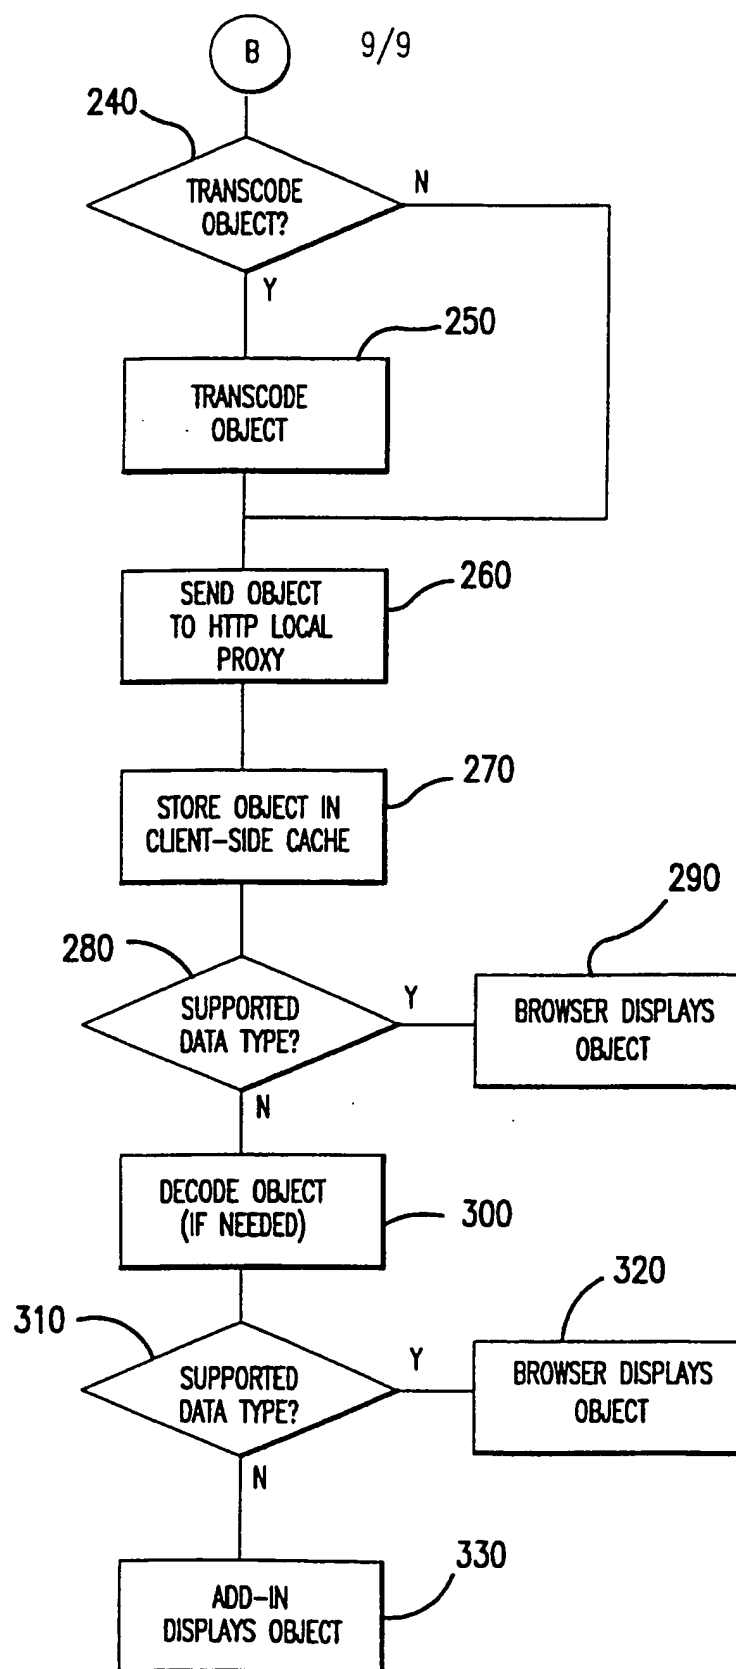 B
9/9
240
TRANSCODE
OBJECT?
N
Y
250
TRANSCODE
OBJECT
260
SEND OBJECT
TO HTTP LOCAL
PROXY
270
STORE OBJECT IN
CLIENT-SIDE CACHE
280
SUPPORTED
DATA TYPE?
Y
290
BROWSER DISPLAYS
OBJECT
N
DECODE OBJECT
(IF NEEDED)
300
310
SUPPORTED
DATA TYPE?
Y
320
BROWSER DISPLAYS
OBJECT
N
330
ADD-IN
DISPLAYS OBJECT